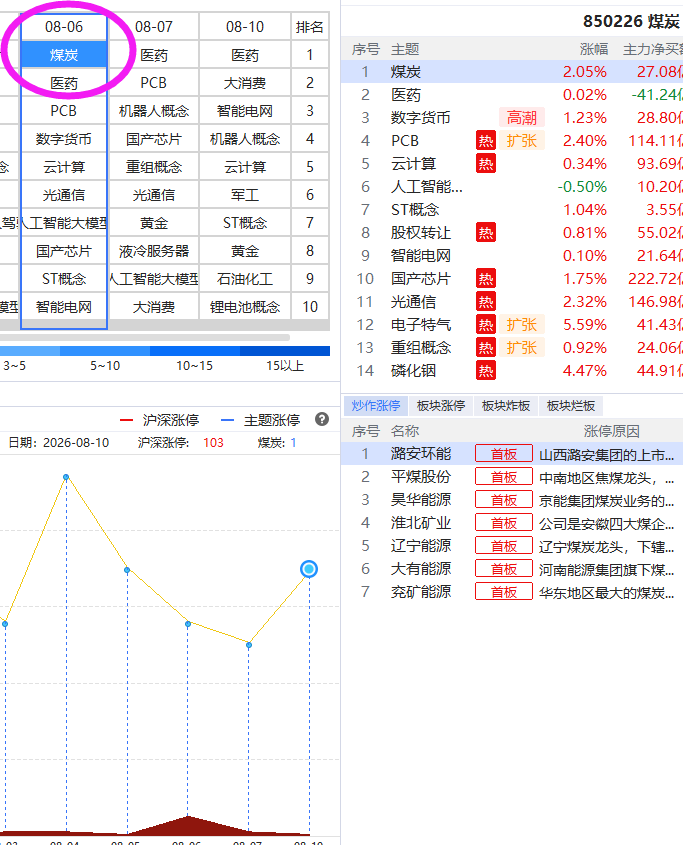 08-06 08-07 08-10 排名
煤炭 医药 医药 1
医药 PCB 大消费 2
PCB 机器人概念 智能电网 3
数字货币 国产芯片 机器人概念 4
念 云计算 重组概念 云计算 5
光通信 光通信 军工 6
驾驶 人工智能大模型 黄金 ST概念 7
国产芯片 液冷服务器 黄金 8
ST概念 人工智能大模型 石油化工 9
模型 智能电网 大消费 锂电池概念 10
3~5 5~10 10~15 15以上
沪深涨停 主题涨停 ?
日期: 2026-08-10 沪深涨停: 103 煤炭: 1
08-04 08-05 08-06 08-07 08-10
850226 煤炭
序号 主题 涨幅 主力净买额
1 煤炭 2.05% 27.08亿
2 医药 0.02% -41.24亿
3 数字货币 高潮 1.23% 28.80亿
4 PCB 热 扩张 2.40% 114.11亿
5 云计算 热 0.34% 93.69亿
6 人工智能... -0.50% 10.20亿
7 ST概念 1.04% 3.55亿
8 股权转让 热 0.81% 55.02亿
9 智能电网 0.10% 21.64亿
10 国产芯片 热 1.75% 222.72亿
11 光通信 热 2.32% 146.98亿
12 电子特气 热 扩张 5.59% 41.43亿
13 重组概念 热 扩张 0.92% 24.06亿
14 磷化铟 热 4.47% 44.91亿
炒作涨停 板块涨停 板块炸板 板块烂板
序号 名称 涨停原因
1 潞安环能 首板 山西潞安集团的上市...
2 平煤股份 首板 中南地区焦煤龙头，...
3 昊华能源 首板 京能集团煤炭业务的...
4 淮北矿业 首板 公司是安徽四大煤企...
5 辽宁能源 首板 辽宁煤炭龙头，下辖...
6 大有能源 首板 河南能源集团旗下煤...
7 兖矿能源 首板 华东地区最大的煤炭...